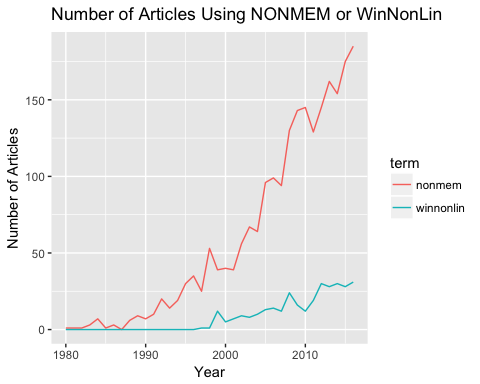 Number of Articles Using NONMEM or WinNonLin
Number of Articles
150
100
50
0
1980
1990
2000
2010
Year
term
nonmem
winnonlin